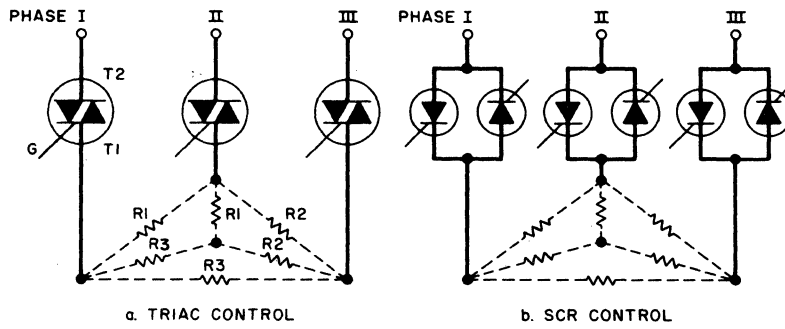 PHASE I II III
T2
G T1
R1 R1 R2
R3 R2
R3
a. TRIAC CONTROL
PHASE I II III
b. SCR CONTROL